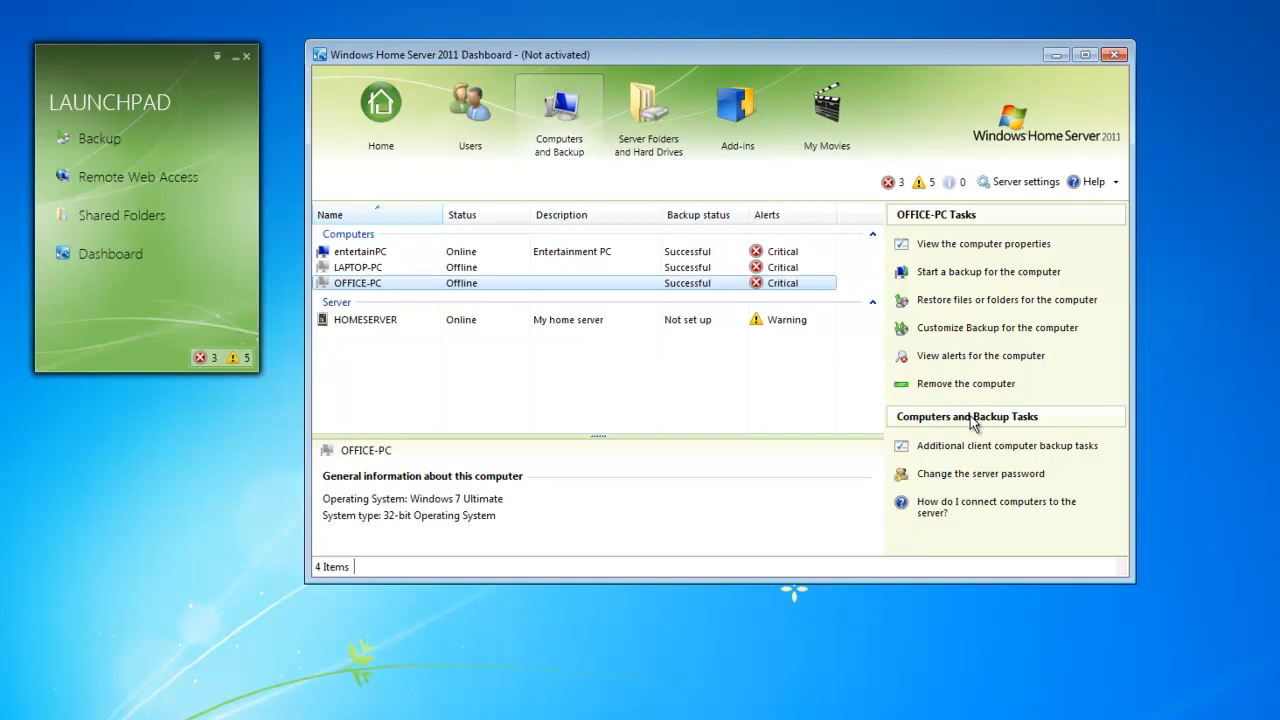 LAUNCHPAD
Backup
Remote Web Access
Shared Folders
Dashboard
3 5
Windows Home Server 2011 Dashboard - (Not activated)
Home
Users
Computers
and Backup
Server Folders
and Hard Drives
Add-ins
My Movies
Windows Home Server 2011
3 5 0 Server settings Help
Name Status Description Backup status Alerts
Computers
entertainPC Online Entertainment PC Successful Critical
LAPTOP-PC Offline Successful Critical
OFFICE-PC Offline Successful Critical
Server
HOMESERVER Online My home server Not set up Warning
OFFICE-PC
General information about this computer
Operating System: Windows 7 Ultimate
System type: 32-bit Operating System
4 Items
OFFICE-PC Tasks
View the computer properties
Start a backup for the computer
Restore files or folders for the computer
Customize Backup for the computer
View alerts for the computer
Remove the computer
Computers and Backup Tasks
Additional client computer backup tasks
Change the server password
How do I connect computers to the
server?